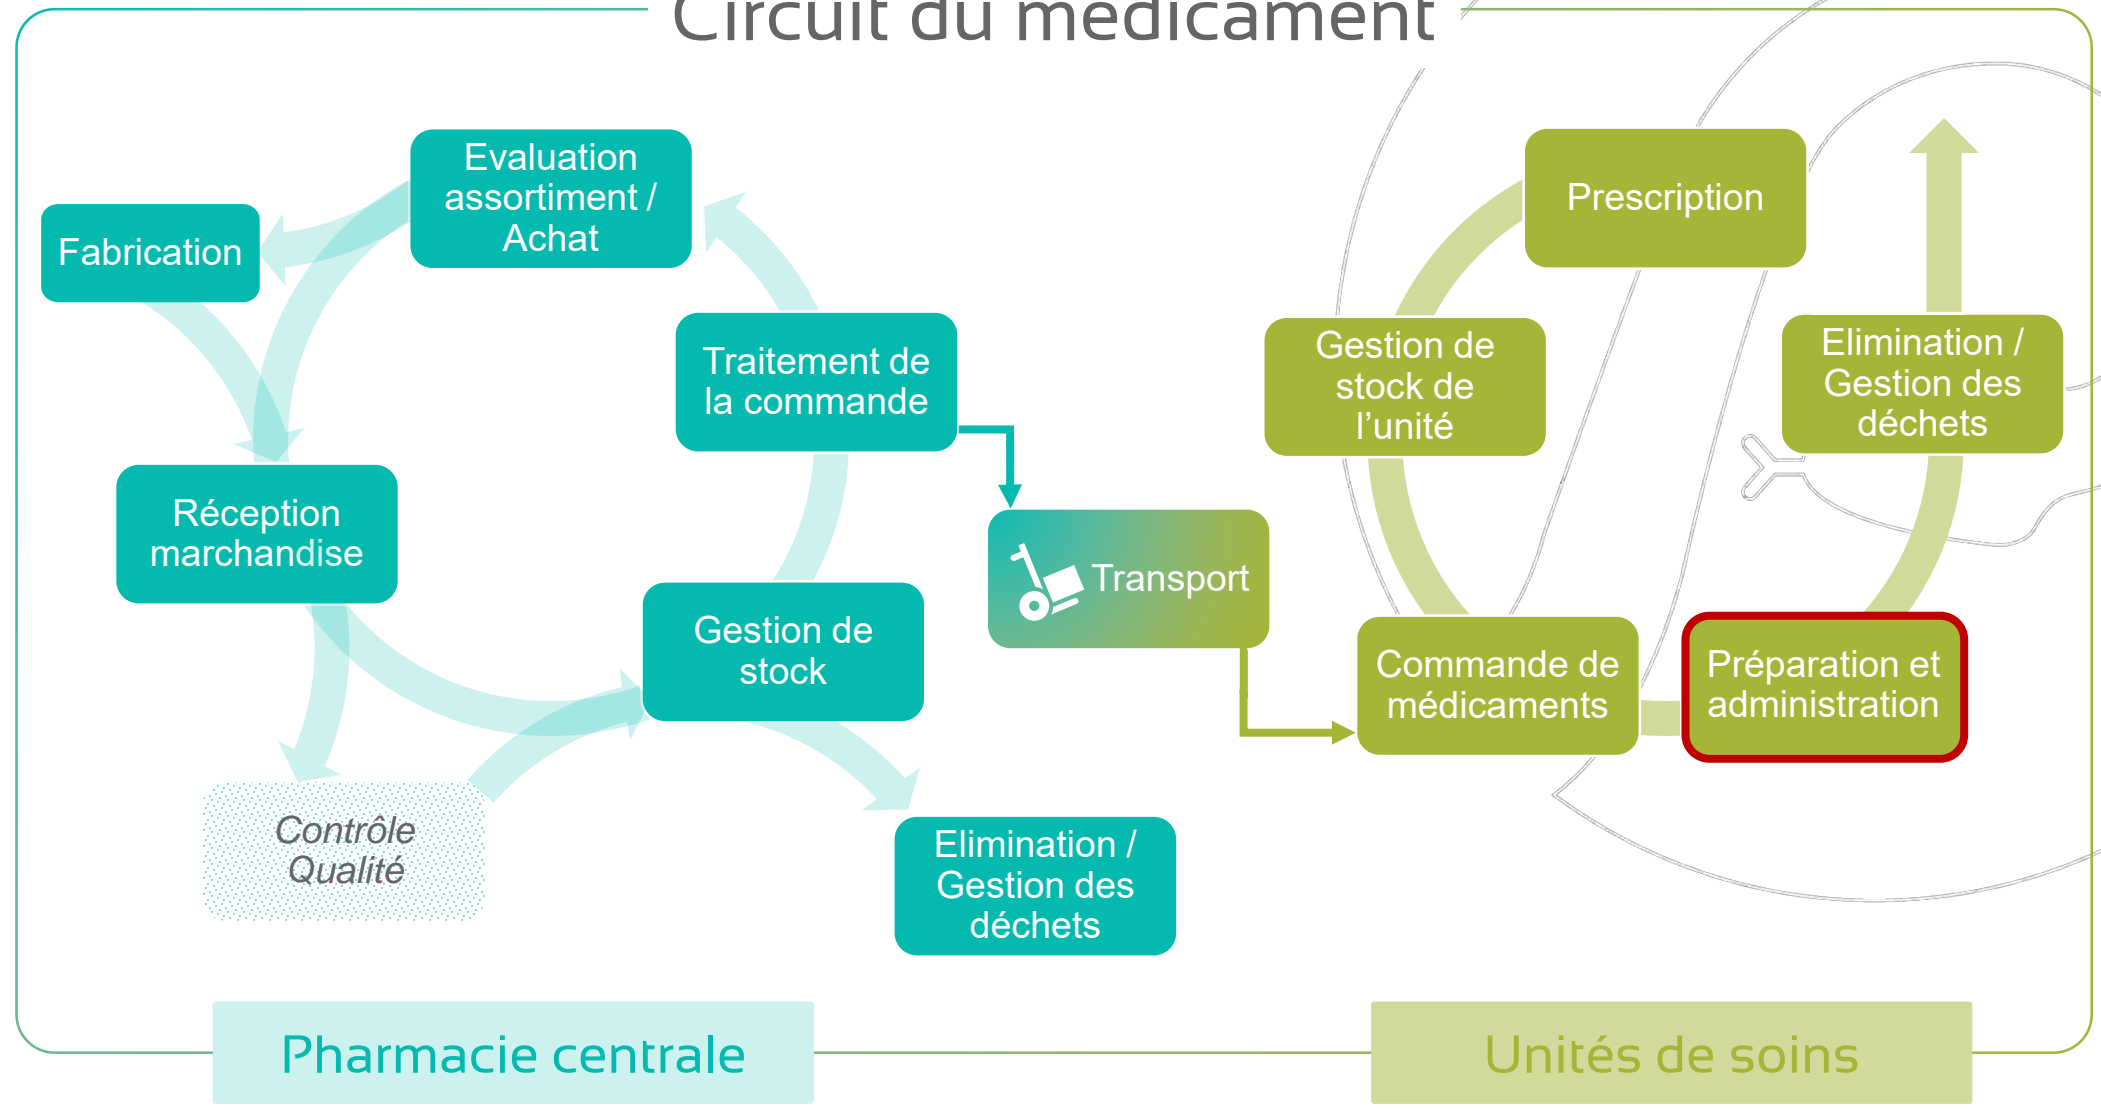 Circuit du médicament
Evaluation
assortiment /
Achat
Fabrication
Traitement de
la commande
Réception
marchandise
Gestion de
stock
Contrôle
Qualité
Elimination /
Gestion des
déchets
Transport
Prescription
Gestion de
stock de
l’unité
Elimination /
Gestion des
déchets
Commande de
médicaments
Préparation et
administration
Pharmacie centrale
Unités de soins